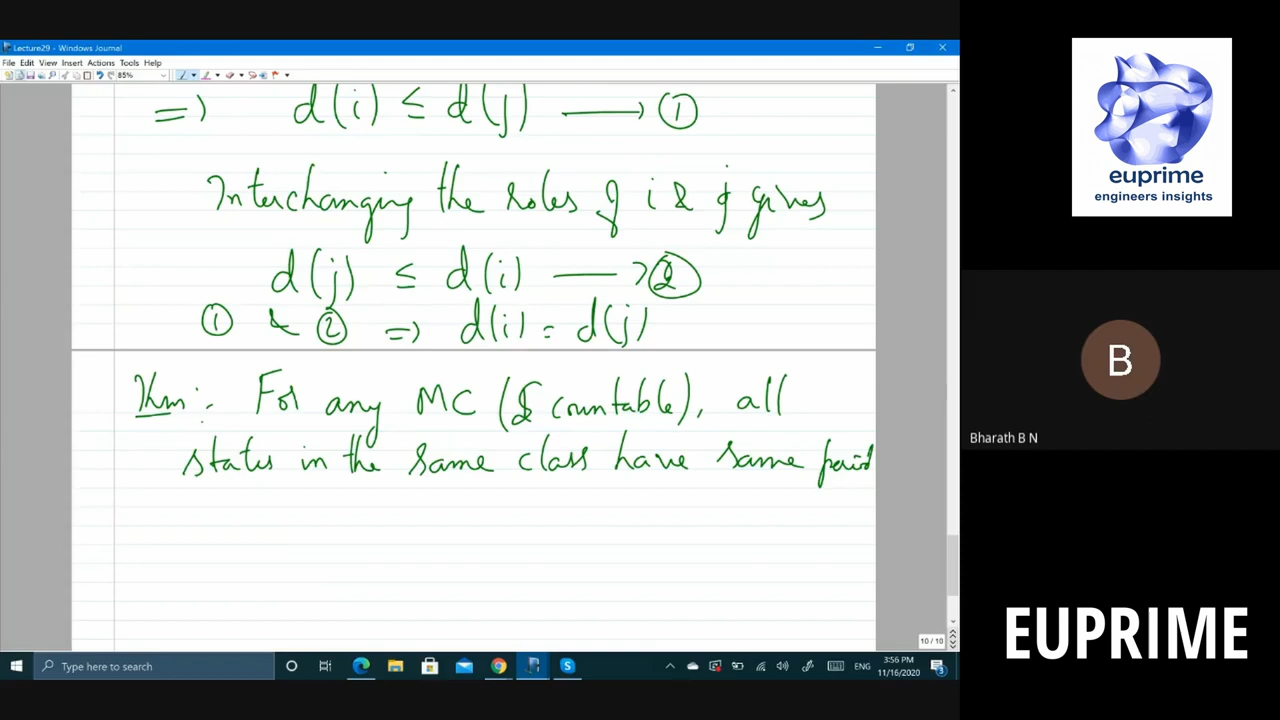 Lecture29 - Windows Journal
File Edit View Insert Actions Tools Help
85%
=> d(i) ≤ d(j) ⟶ ①
Interchanging the roles of i & j gives
d(j) ≤ d(i) ⟶ ②
① & ② => d(i) = d(j)
Thm: For any MC (S countable), all
states in the same class have same period
10 / 10
Type here to search
ENG
3:56 PM
11/16/2020
3
euprime
engineers insights
B
Bharath B N
EUPRIME